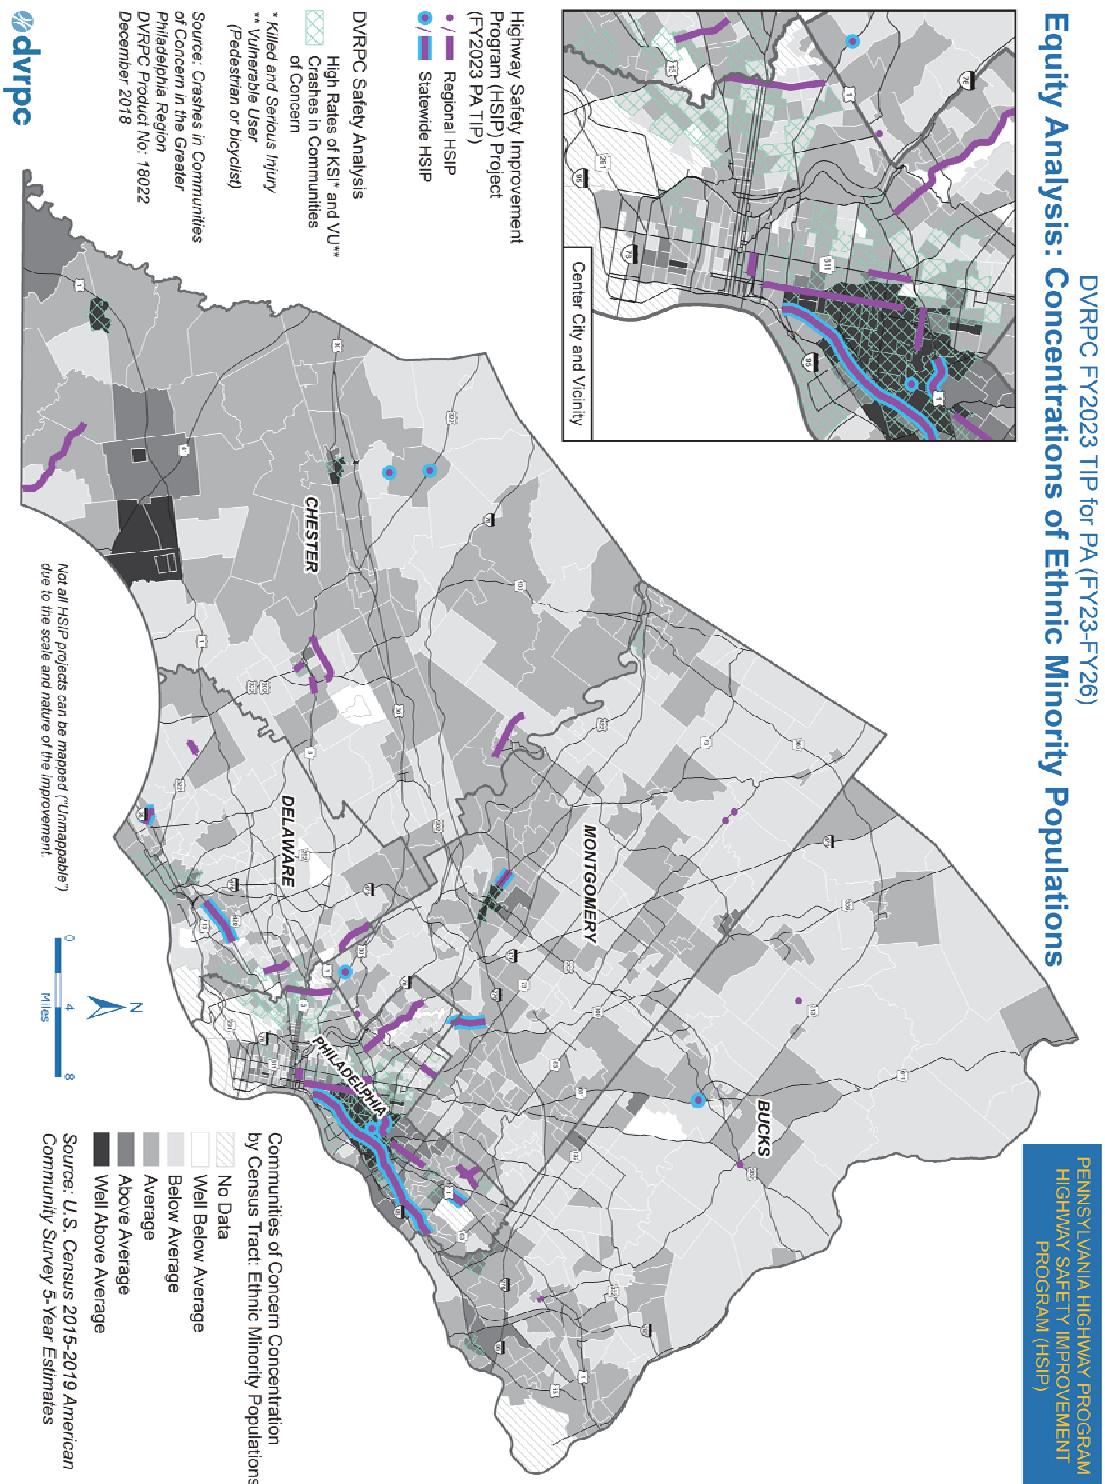 DVRPC FY2023 TIP for PA (FY23-FY26)
Equity Analysis: Concentrations of Ethnic Minority Populations
PENNSYLVANIA HIGHWAY PROGRAM
HIGHWAY SAFETY IMPROVEMENT
PROGRAM (HSIP)
Center City and Vicinity
Highway Safety Improvement
Program (HSIP) Project
(FY2023 PA TIP)
Regional HSIP
Statewide HSIP
DVRPC Safety Analysis
High Rates of KSI* and VU**
Crashes in Communities
of Concern
* Killed and Serious Injury
** Vulnerable User
(Pedestrian or bicyclist)
Source: Crashes in Communities
of Concern in the Greater
Philadelphia Region
DVRPC Product No: 18022
December 2018
dvrpc
CHESTER
DELAWARE
MONTGOMERY
PHILADELPHIA
BUCKS
Not all HSIP projects can be mapped ("Unmappable")
due to the scale and nature of the improvement.
0 4 8
Miles
N
Communities of Concern Concentration
by Census Tract: Ethnic Minority Populations
No Data
Well Below Average
Below Average
Average
Above Average
Well Above Average
Source: U.S. Census 2015-2019 American
Community Survey 5-Year Estimates